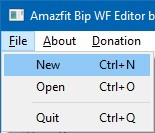 Amazfit Bip WF Editor b
File About Donation
New Ctrl+N
Open Ctrl+O
Quit Ctrl+Q